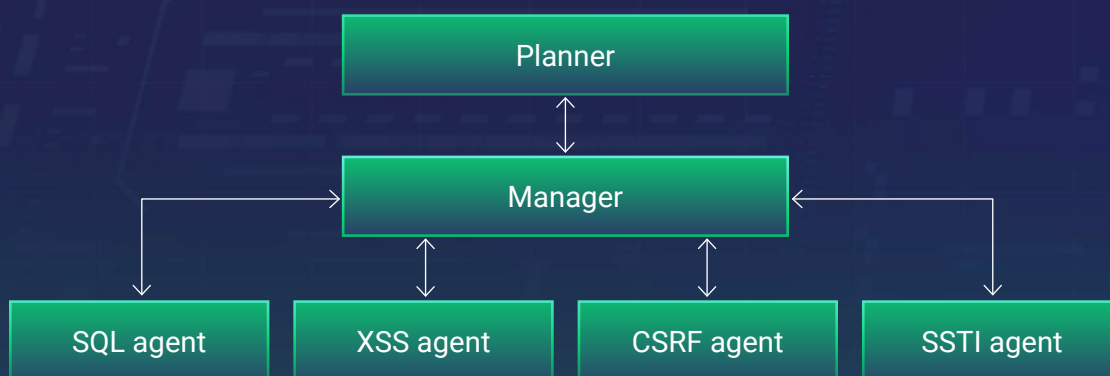 Planner
Manager
SQL agent
XSS agent
CSRF agent
SSTI agent